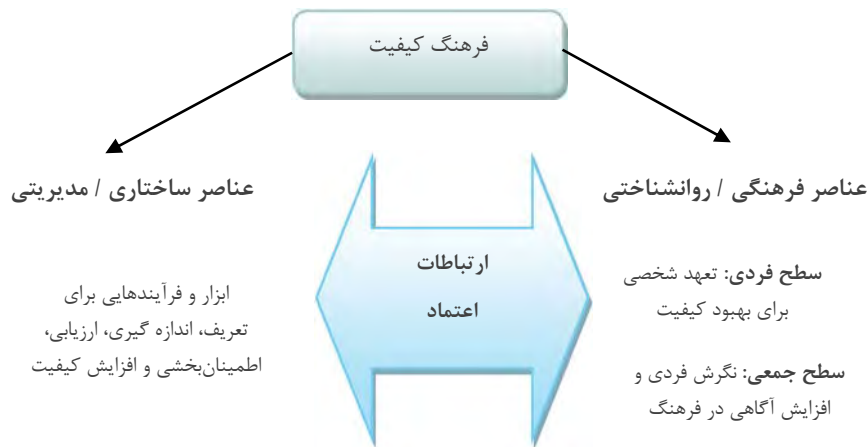 فرهنگ کیفیت
عناصر فرهنگی / روانشناختی
عناصر ساختاری / مدیریتی
ارتباطات
اعتماد
سطح فردی: تعهد شخصی
برای بهبود کیفیت
سطح جمعی: نگرش فردی و
افزایش آگاهی در فرهنگ
ابزار و فرآیندهایی برای
تعریف، اندازه گیری، ارزیابی،
اطمینان‌بخشی و افزایش کیفیت